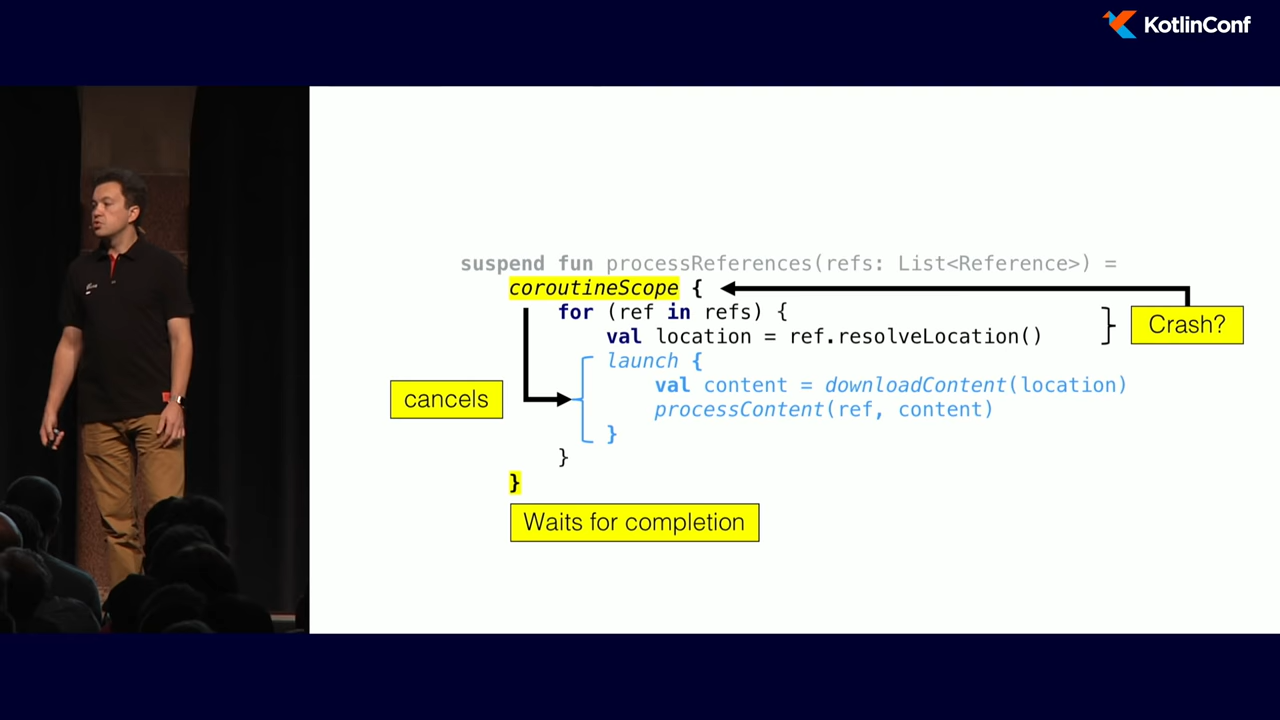 KotlinConf
suspend fun processReferences(refs: List<Reference>) =
coroutineScope {
for (ref in refs) {
val location = ref.resolveLocation()
Crash?
launch {
val content = downloadContent(location)
cancels
processContent(ref, content)
}
}
}
Waits for completion